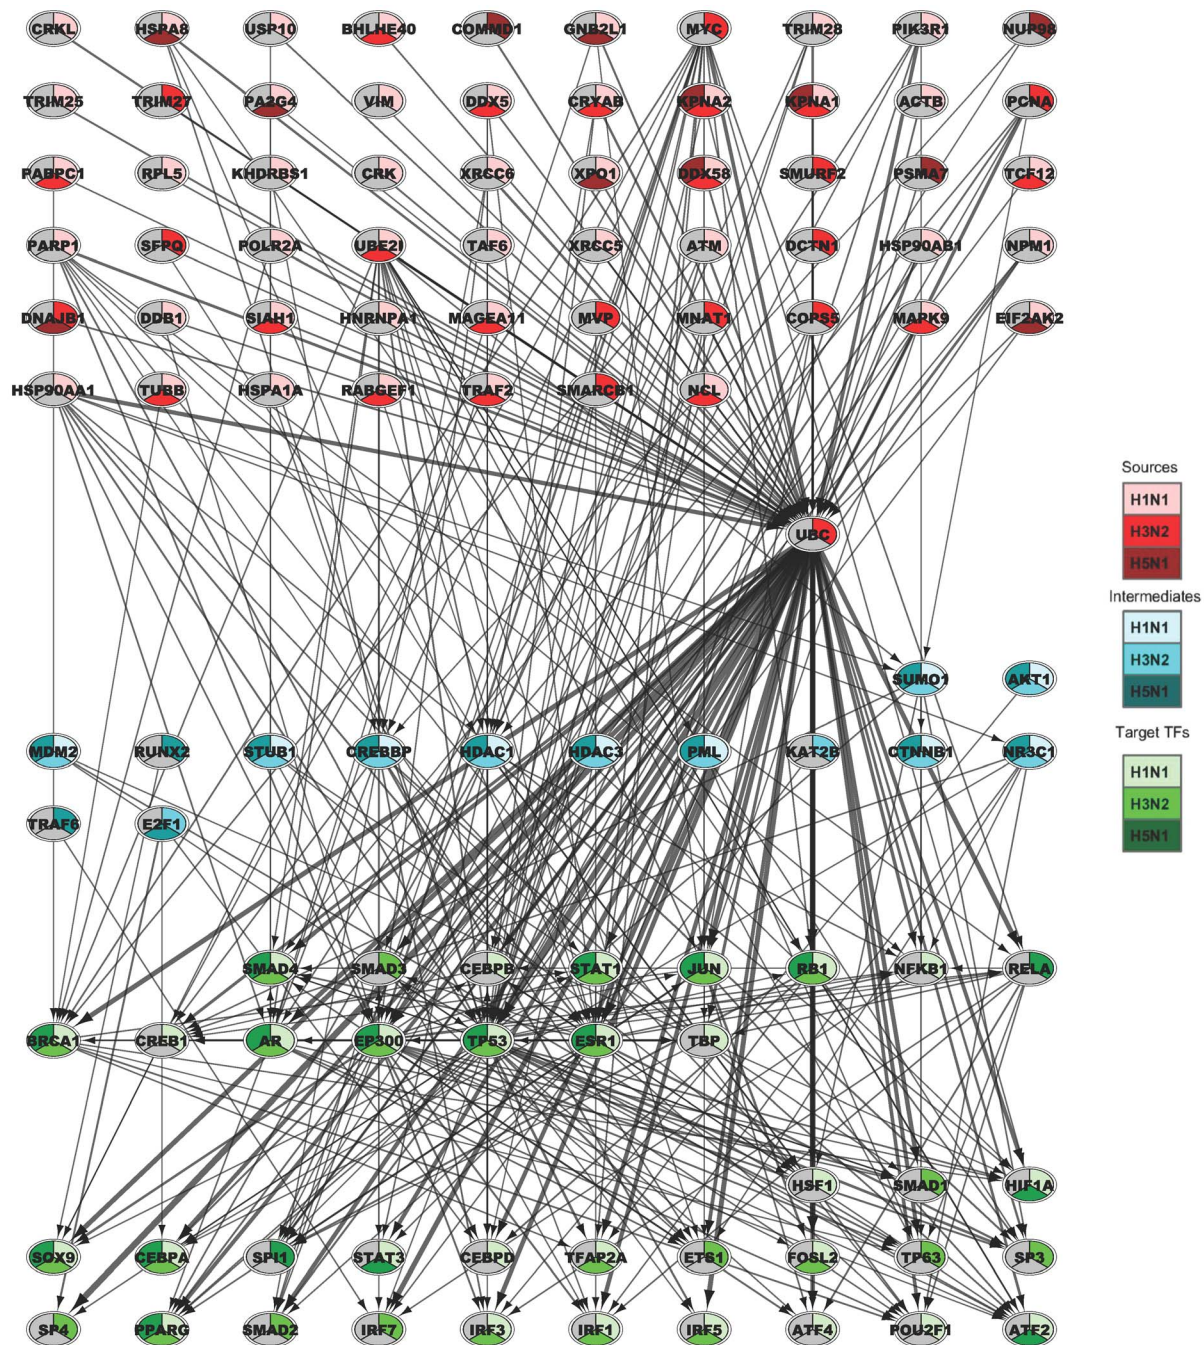 CRKL HSPA8 USP10 BHLHE40 COMMD1 GNB2L1 MYC TRIM28 PIK3R1 NUP98
TRIM25 TRIM27 PA2G4 VIM DDX5 CRYAB KPNA2 KPNA1 ACTB PCNA
PABPC1 RPL5 KHDRBS1 CRK XRCC6 XPO1 DDX58 SMURF2 PSMA7 TCF12
PARP1 SFPQ POLR2A UBE2I TAF6 XRCC5 ATM DCTN1 HSP90AB1 NPM1
DNAJB1 DDB1 SIAH1 HNRNPA1 MAGEA11 MVP MNAT1 COPS5 MAPK9 EIF2AK2
HSP90AA1 TUBB HSPA1A RABGEF1 TRAF2 SMARCB1 NCL
Sources
H1N1
H3N2
H5N1
UBC
Intermediates
H1N1
H3N2
H5N1
SUMO1 AKT1
Target TFs
H1N1
H3N2
H5N1
MDM2 RUNX2 STUB1 CREBBP HDAC1 HDAC3 PML KAT2B CTNNB1 NR3C1
TRAF6 E2F1
SMAD4 SMAD3 CEBPB STAT1 JUN RB1 NFKB1 RELA
BRCA1 CREB1 AR EP300 TP53 ESR1 TBP
HSF1 SMAD1 HIF1A
SOX9 CEBPA SPI1 STAT3 CEBPD TFAP2A ETS1 FOSL2 TP63 SP3
SP4 PPARG SMAD2 IRF7 IRF3 IRF1 IRF5 ATF4 POU2F1 ATF2